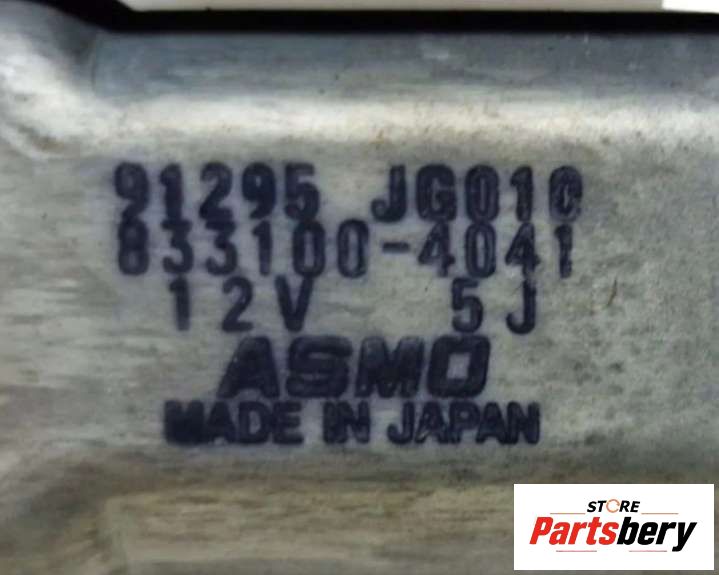 91295 JG010
833100-4041
12V 5J
ASMO
MADE IN JAPAN
STORE
Partsbery